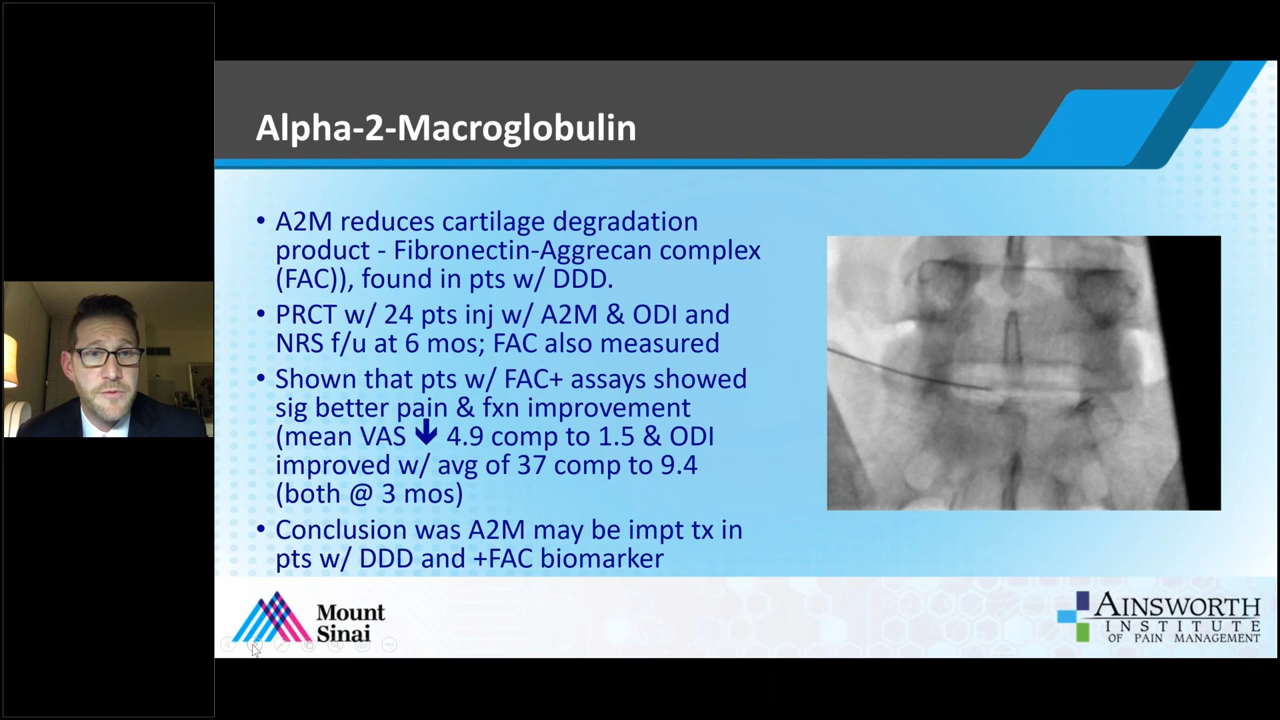 Alpha-2-Macroglobulin
• A2M reduces cartilage degradation
product - Fibronectin-Aggrecan complex
(FAC)), found in pts w/ DDD.
• PRCT w/ 24 pts inj w/ A2M & ODI and
NRS f/u at 6 mos; FAC also measured
• Shown that pts w/ FAC+ assays showed
sig better pain & fxn improvement
(mean VAS 🡇 4.9 comp to 1.5 & ODI
improved w/ avg of 37 comp to 9.4
(both @ 3 mos)
• Conclusion was A2M may be impt tx in
pts w/ DDD and +FAC biomarker
Mount
Sinai
AINSWORTH
INSTITUTE
OF PAIN MANAGEMENT